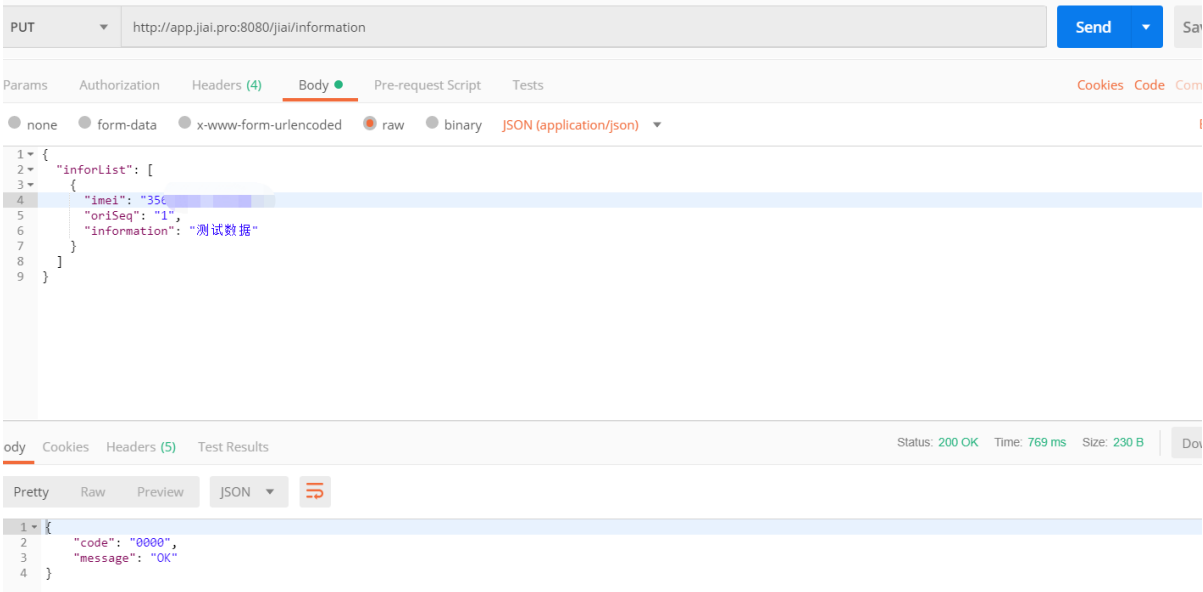 PUT http://app.jiai.pro:8080/jiai/information Send
Params Authorization Headers (4) Body Pre-request Script Tests Cookies Code
none form-data x-www-form-urlencoded raw binary JSON (application/json)
1 {
2 "inforList": [
3 {
4 "imei": "356
5 "oriSeq": "1",
6 "information": "测试数据"
7 }
8 ]
9 }
ody Cookies Headers (5) Test Results Status: 200 OK Time: 769 ms Size: 230 B
Pretty Raw Preview JSON
1 {
2 "code": "0000",
3 "message": "OK"
4 }